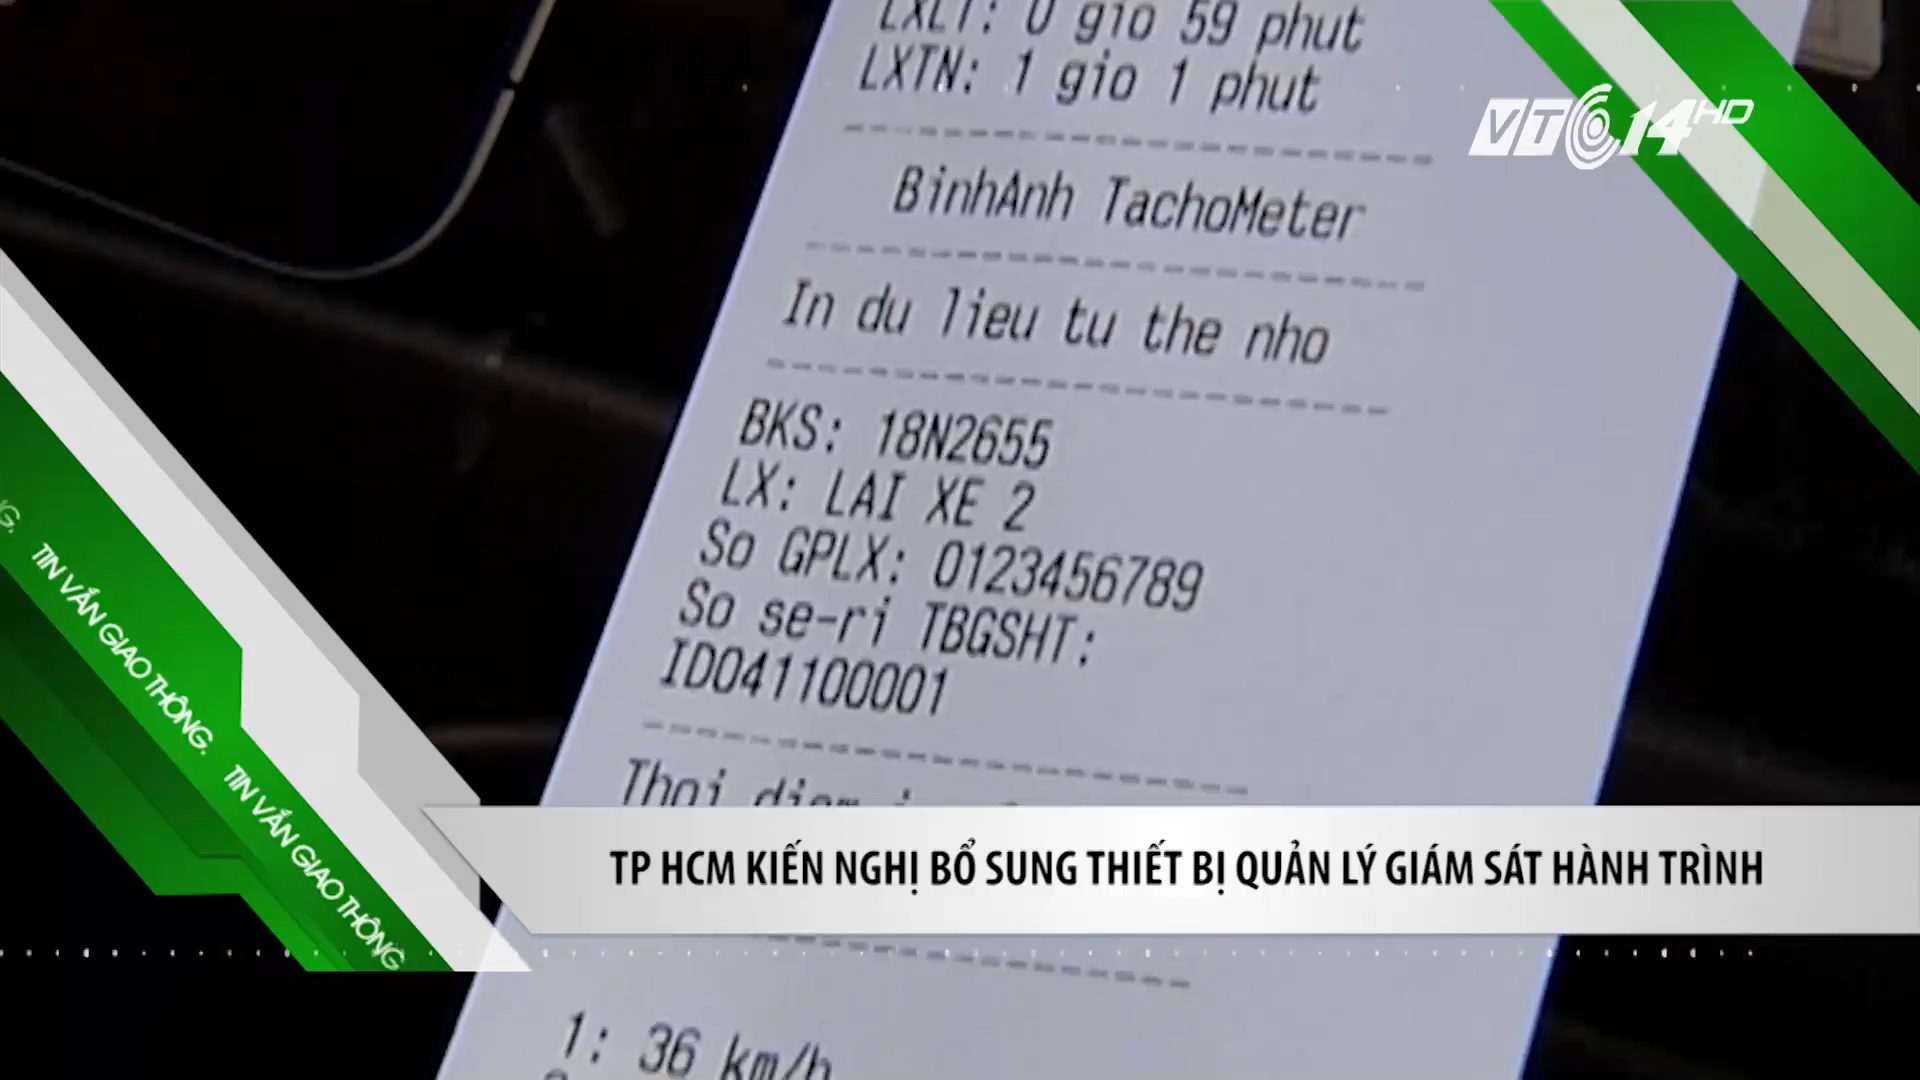 LXLT: 0 gio 59 phut
LXTN: 1 gio 1 phut
VTC14 HD
BinhAnh TachoMeter
In du lieu tu the nho
BKS: 18N2655
LX: LAI XE 2
So GPLX: 0123456789
So se-ri TBGSHT:
ID041100001
Thoi diem
TIN VẮN GIAO THÔNG.
TIN VẮN GIAO THÔNG
TP HCM KIẾN NGHỊ BỔ SUNG THIẾT BỊ QUẢN LÝ GIÁM SÁT HÀNH TRÌNH
1: 36 km/h